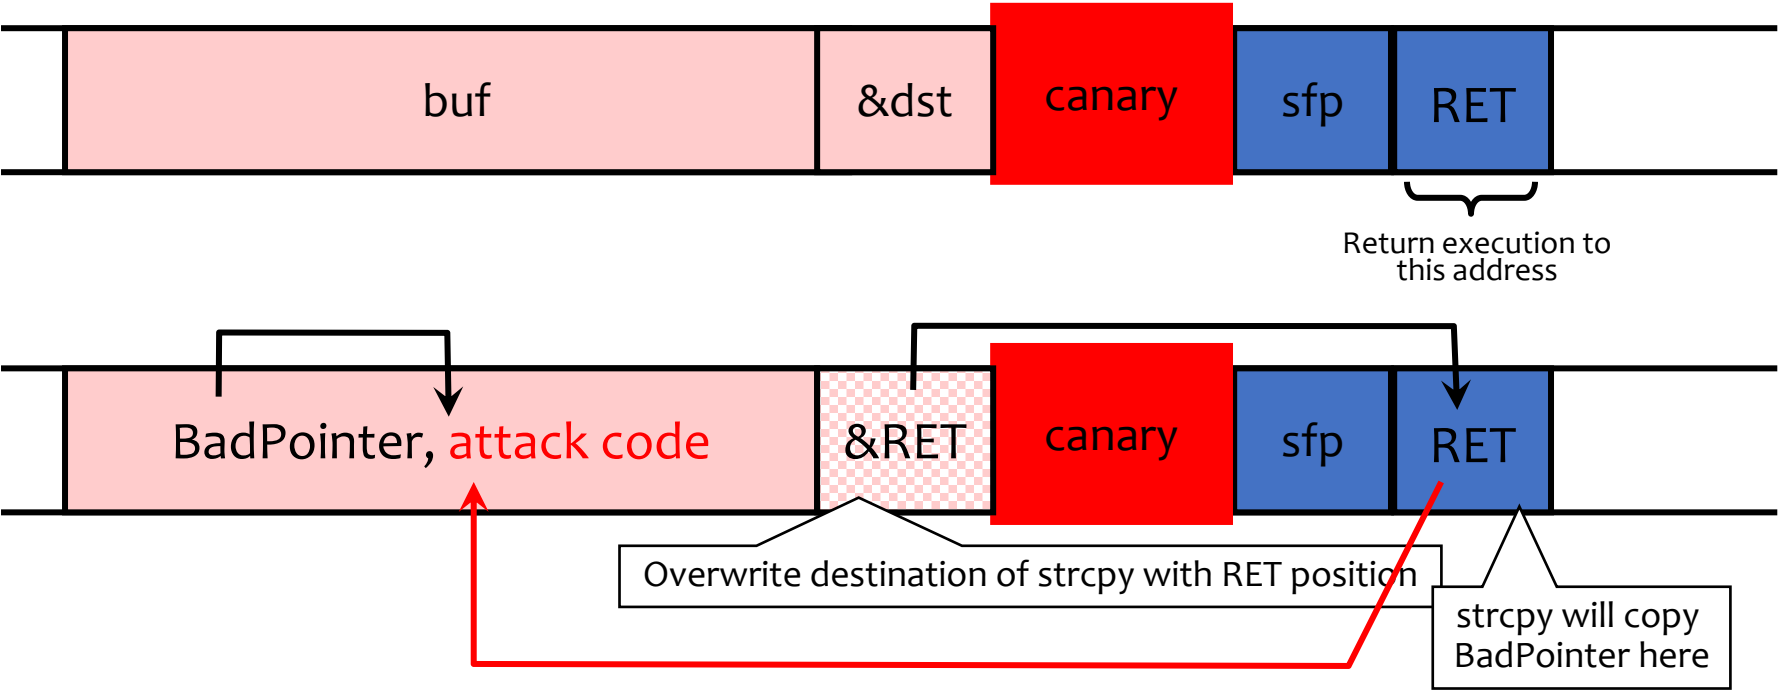 buf
&dst
canary
sfp
RET
Return execution to
this address
BadPointer, attack code
&RET
canary
sfp
RET
Overwrite destination of strcpy with RET position
strcpy will copy
BadPointer here